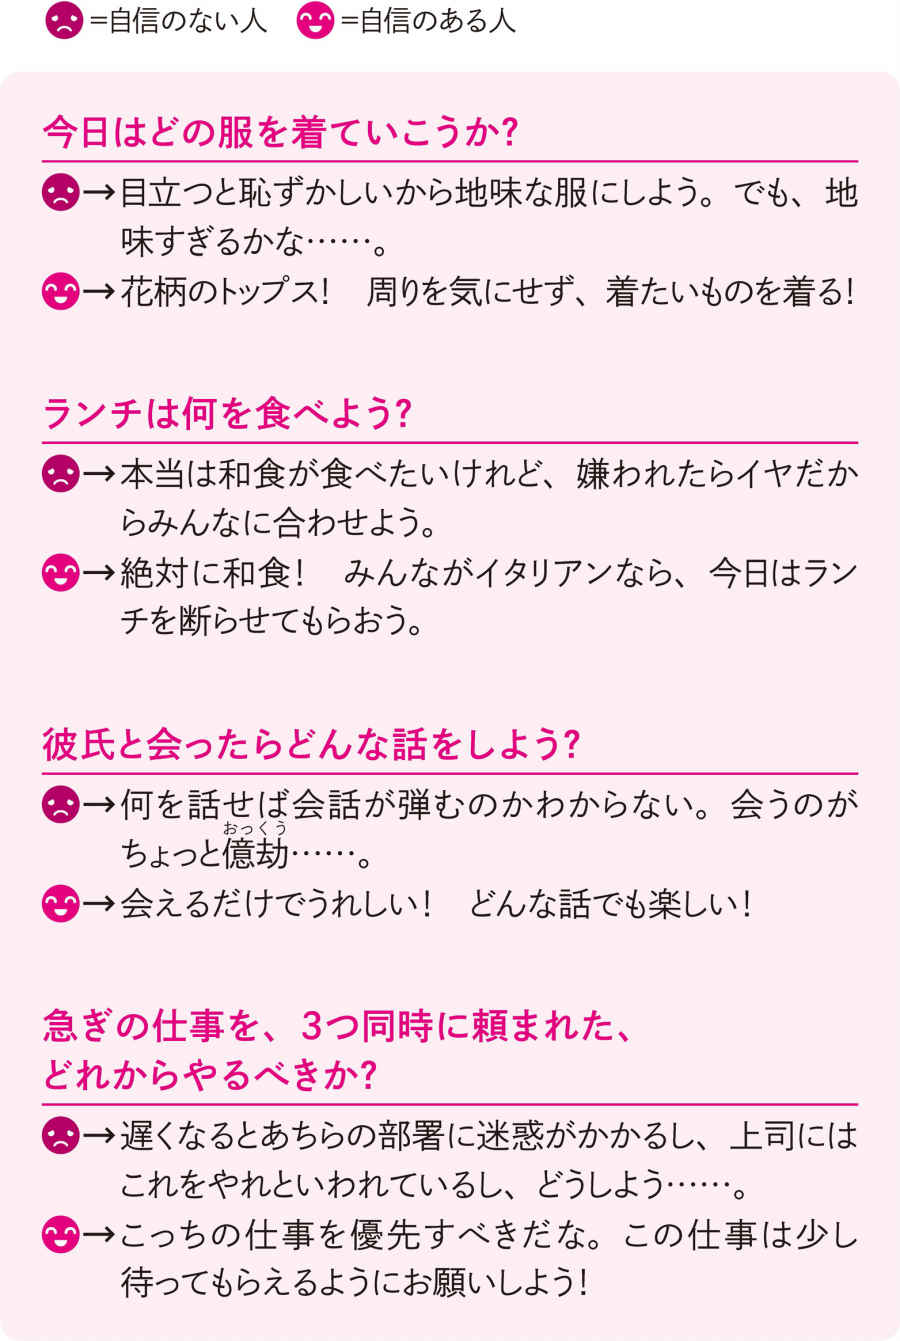 =自信のない人　=自信のある人
今日はどの服を着ていこうか?
→目立つと恥ずかしいから地味な服にしよう。でも、地
味すぎるかな……。
→花柄のトップス!　周りを気にせず、着たいものを着る!
ランチは何を食べよう?
→本当は和食が食べたいけれど、嫌われたらイヤだか
らみんなに合わせよう。
→絶対に和食!　みんながイタリアンなら、今日はラン
チを断らせてもらおう。
彼氏と会ったらどんな話をしよう?
→何を話せば会話が弾むのかわからない。会うのが
おっくう
ちょっと億劫……。
→会えるだけでうれしい!　どんな話でも楽しい!
急ぎの仕事を、3つ同時に頼まれた、
どれからやるべきか?
→遅くなるとあちらの部署に迷惑がかかるし、上司には
これをやれといわれているし、どうしよう……。
→こっちの仕事を優先すべきだな。この仕事は少し
待ってもらえるようにお願いしよう!